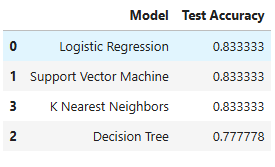 Model Test Accuracy
0 Logistic Regression 0.833333
1 Support Vector Machine 0.833333
3 K Nearest Neighbors 0.833333
2 Decision Tree 0.777778